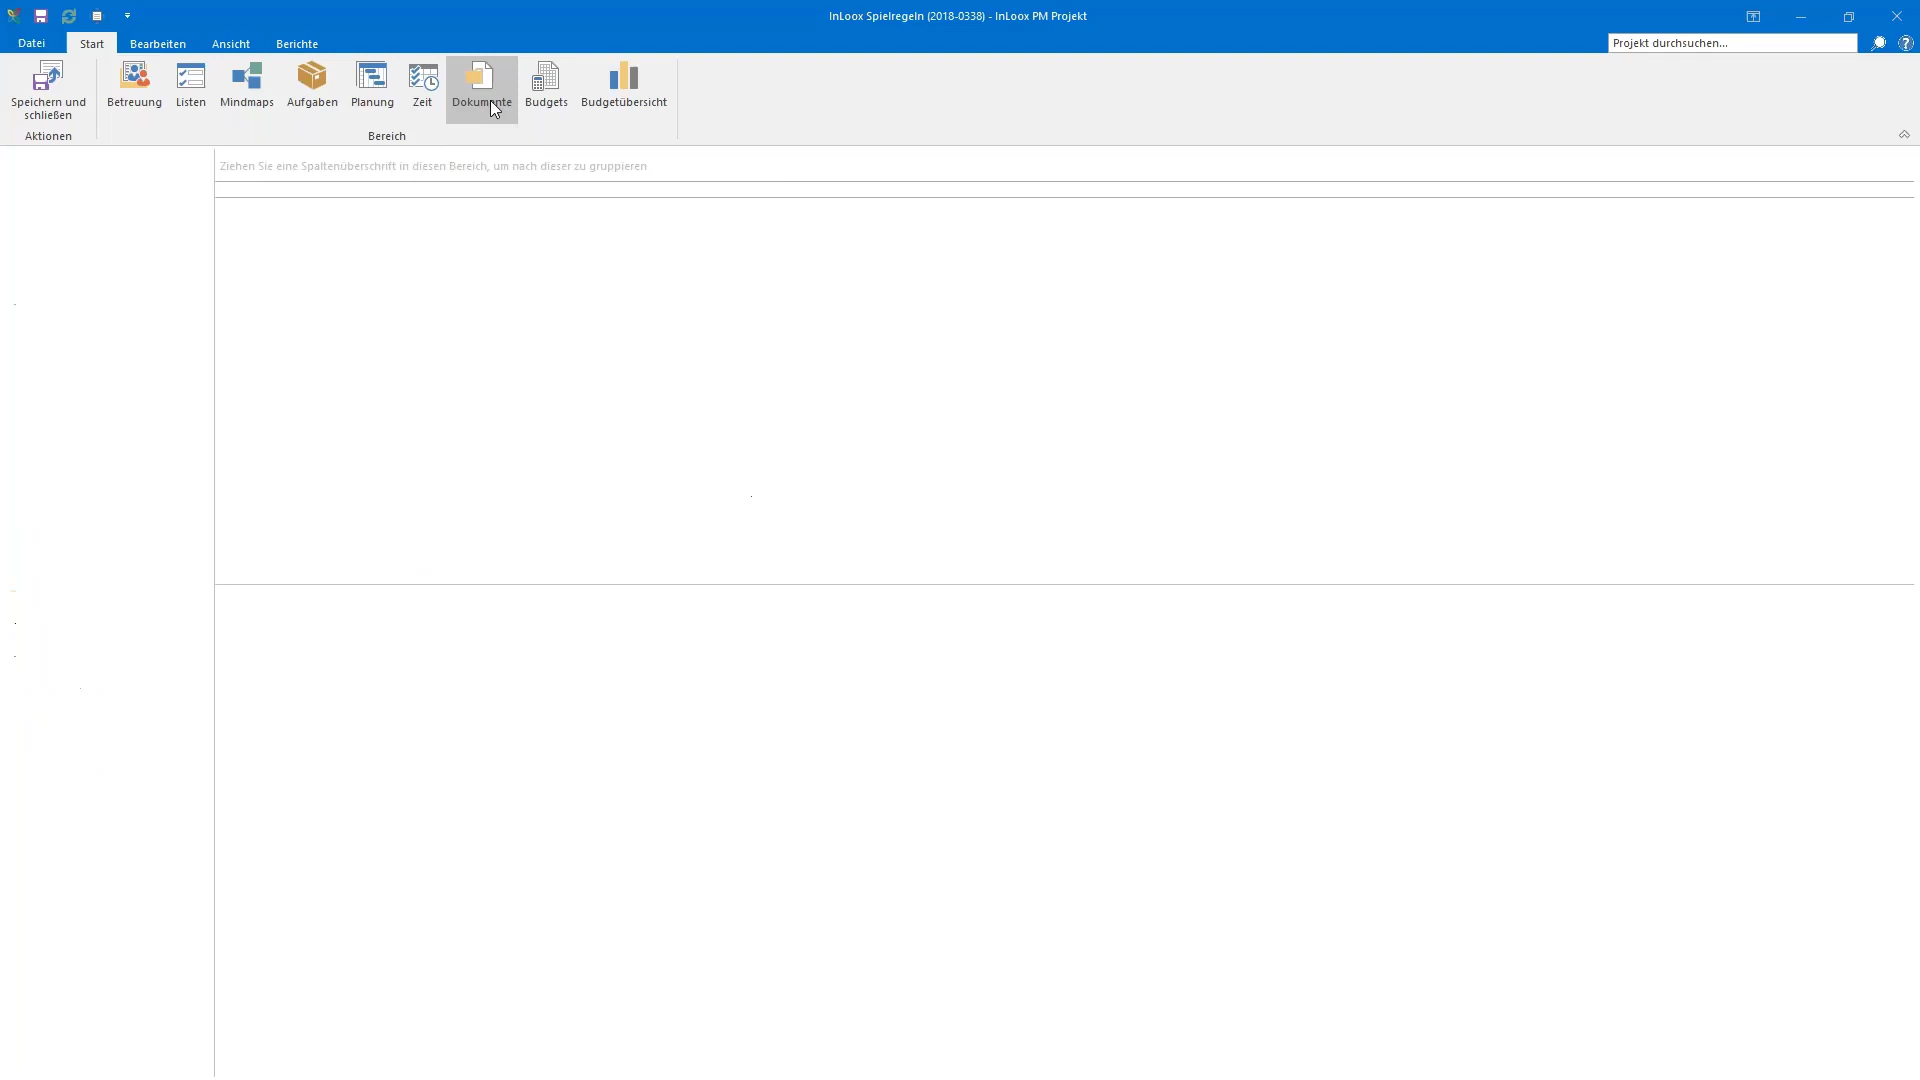 InLoox Spielregeln (2018-0338) - InLoox PM Projekt
Datei Start Bearbeiten Ansicht Berichte Projekt durchsuchen...
Speichern und schließen
Betreuung Listen Mindmaps Aufgaben Planung Zeit Dokumente Budgets Budgetübersicht
Aktionen Bereich
Ziehen Sie eine Spaltenüberschrift in diesen Bereich, um nach dieser zu gruppieren